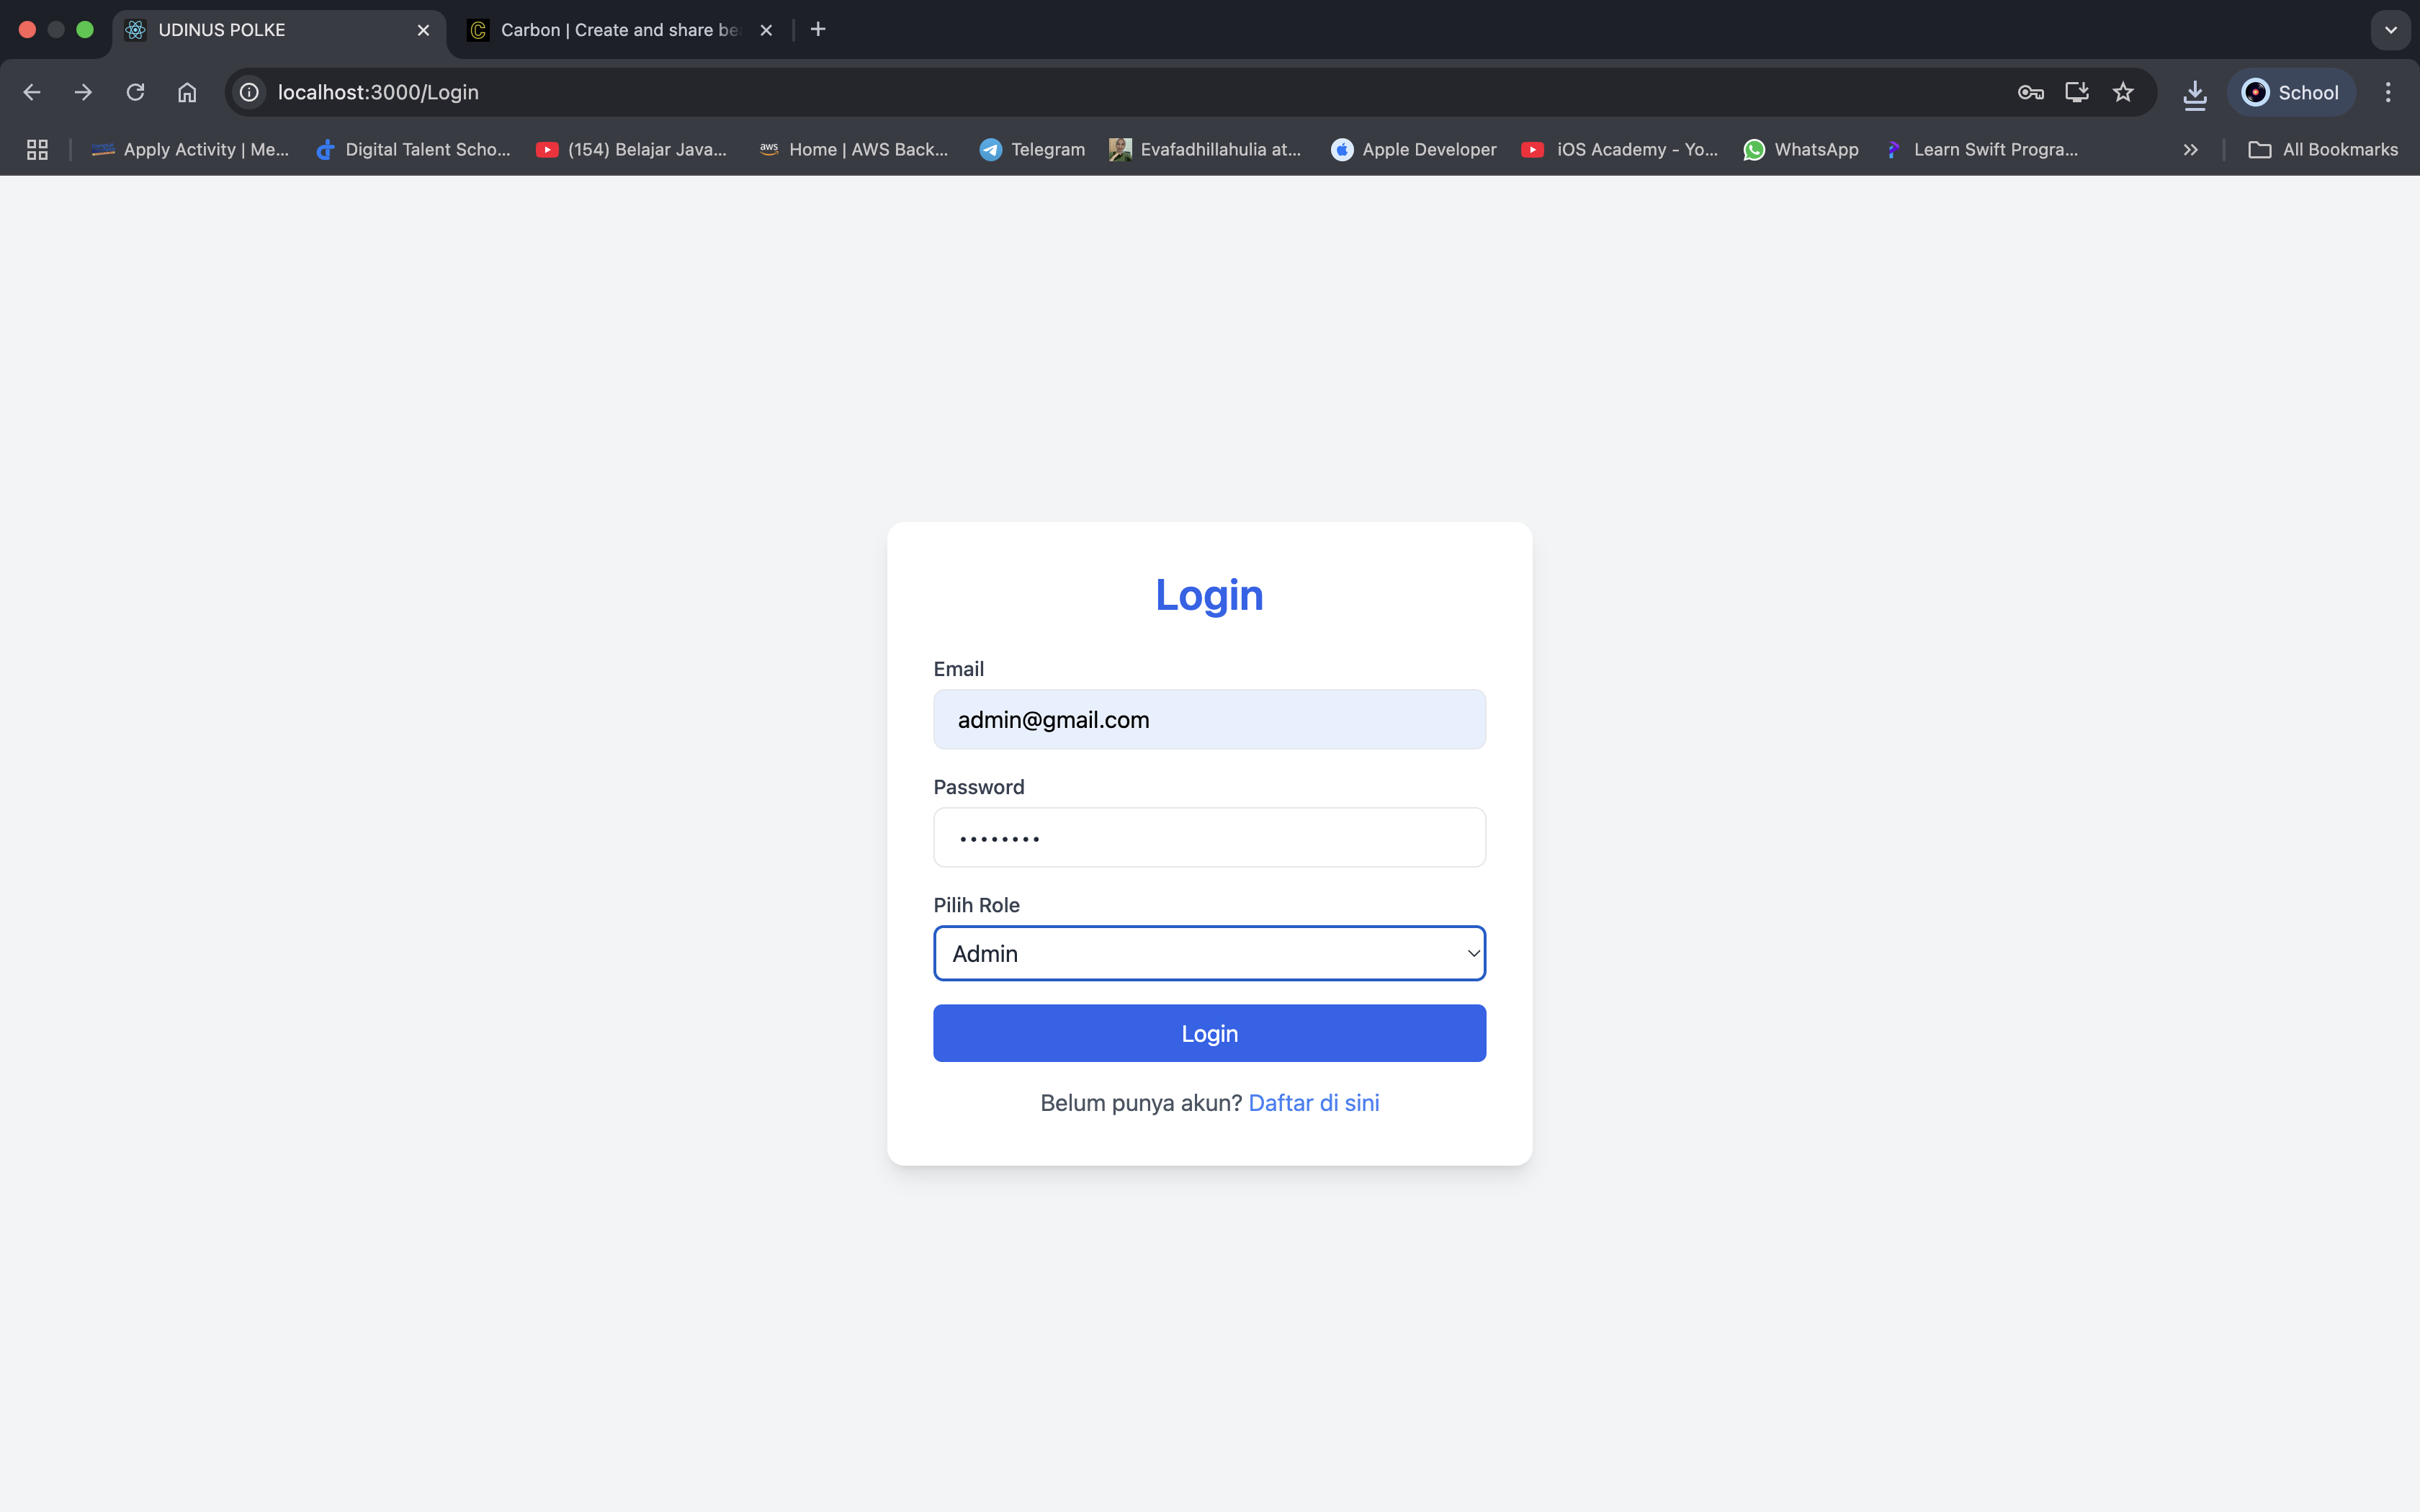 UDINUS POLKE
Carbon | Create and share be
localhost:3000/Login
School
Apply Activity | Me...
Digital Talent Scho...
(154) Belajar Java...
aws
Home | AWS Back...
Telegram
Evafadhillahulia at...
Apple Developer
iOS Academy - Yo...
WhatsApp
Learn Swift Progra...
All Bookmarks
Login
Email
admin@gmail.com
Password
••••••••
Pilih Role
Admin
Login
Belum punya akun? Daftar di sini